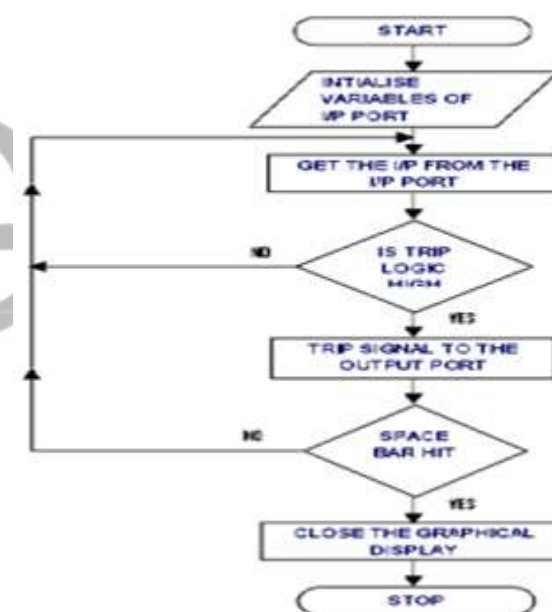 START
INTIALISE
VARIABLES OF
I/P PORT
GET THE I/P FROM THE
I/P PORT
IS TRIP
LOGIC
HIGH
NO
YES
TRIP SIGNAL TO THE
OUTPUT PORT
SPACE
BAR HIT
NO
YES
CLOSE THE GRAPHICAL
DISPLAY
STOP